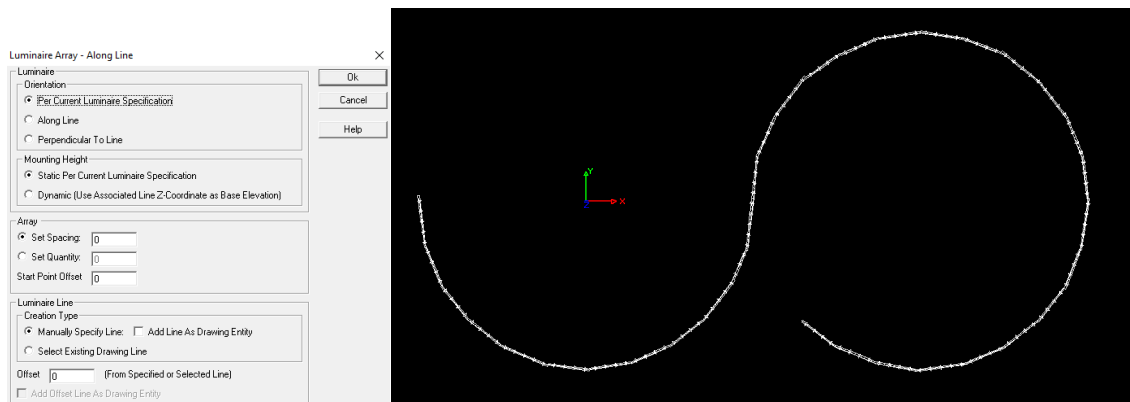 Luminaire Array - Along Line
Luminaire
Orientation
Per Current Luminaire Specification
Along Line
Perpendicular To Line
Mounting Height
Static Per Current Luminaire Specification
Dynamic (Use Associated Line Z-Coordinate as Base Elevation)
Array
Set Spacing: 0
Set Quantity: 0
Start Point Offset 0
Luminaire Line
Creation Type
Manually Specify Line: Add Line As Drawing Entity
Select Existing Drawing Line
Offset 0 (From Specified or Selected Line)
Add Offset Line As Drawing Entity
Ok
Cancel
Help
Y
Z
X